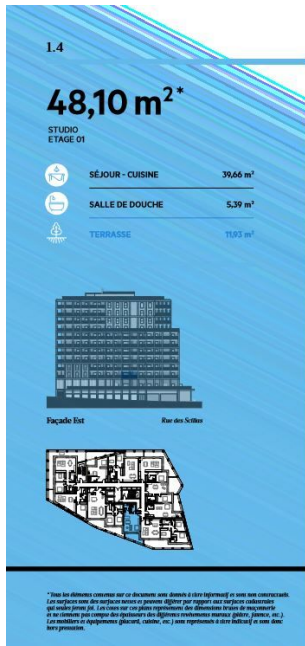 1.4
48,10 m²*
STUDIO
ETAGE 01
SÉJOUR - CUISINE 39,66 m²
SALLE DE DOUCHE 5,39 m²
TERRASSE 11,93 m²
Façade Est Rue des Scillas
* Tous les éléments contenus sur ce document sont donnés à titre informatif et son non contractuels.
Les surfaces sont des surfaces nettes et peuvent différer par rapport aux surfaces cadastrales
qui seules feront foi. Les cotes sur ces plans représentent des dimensions brutes de maçonnerie
et ne tiennent pas compte des épaisseurs des différents revêtements muraux (plâtre, faïence, etc.).
Les mobiliers et équipements (placard, cuisine, etc.) sont représentés à titre indicatif et sont donc
hors prestation.